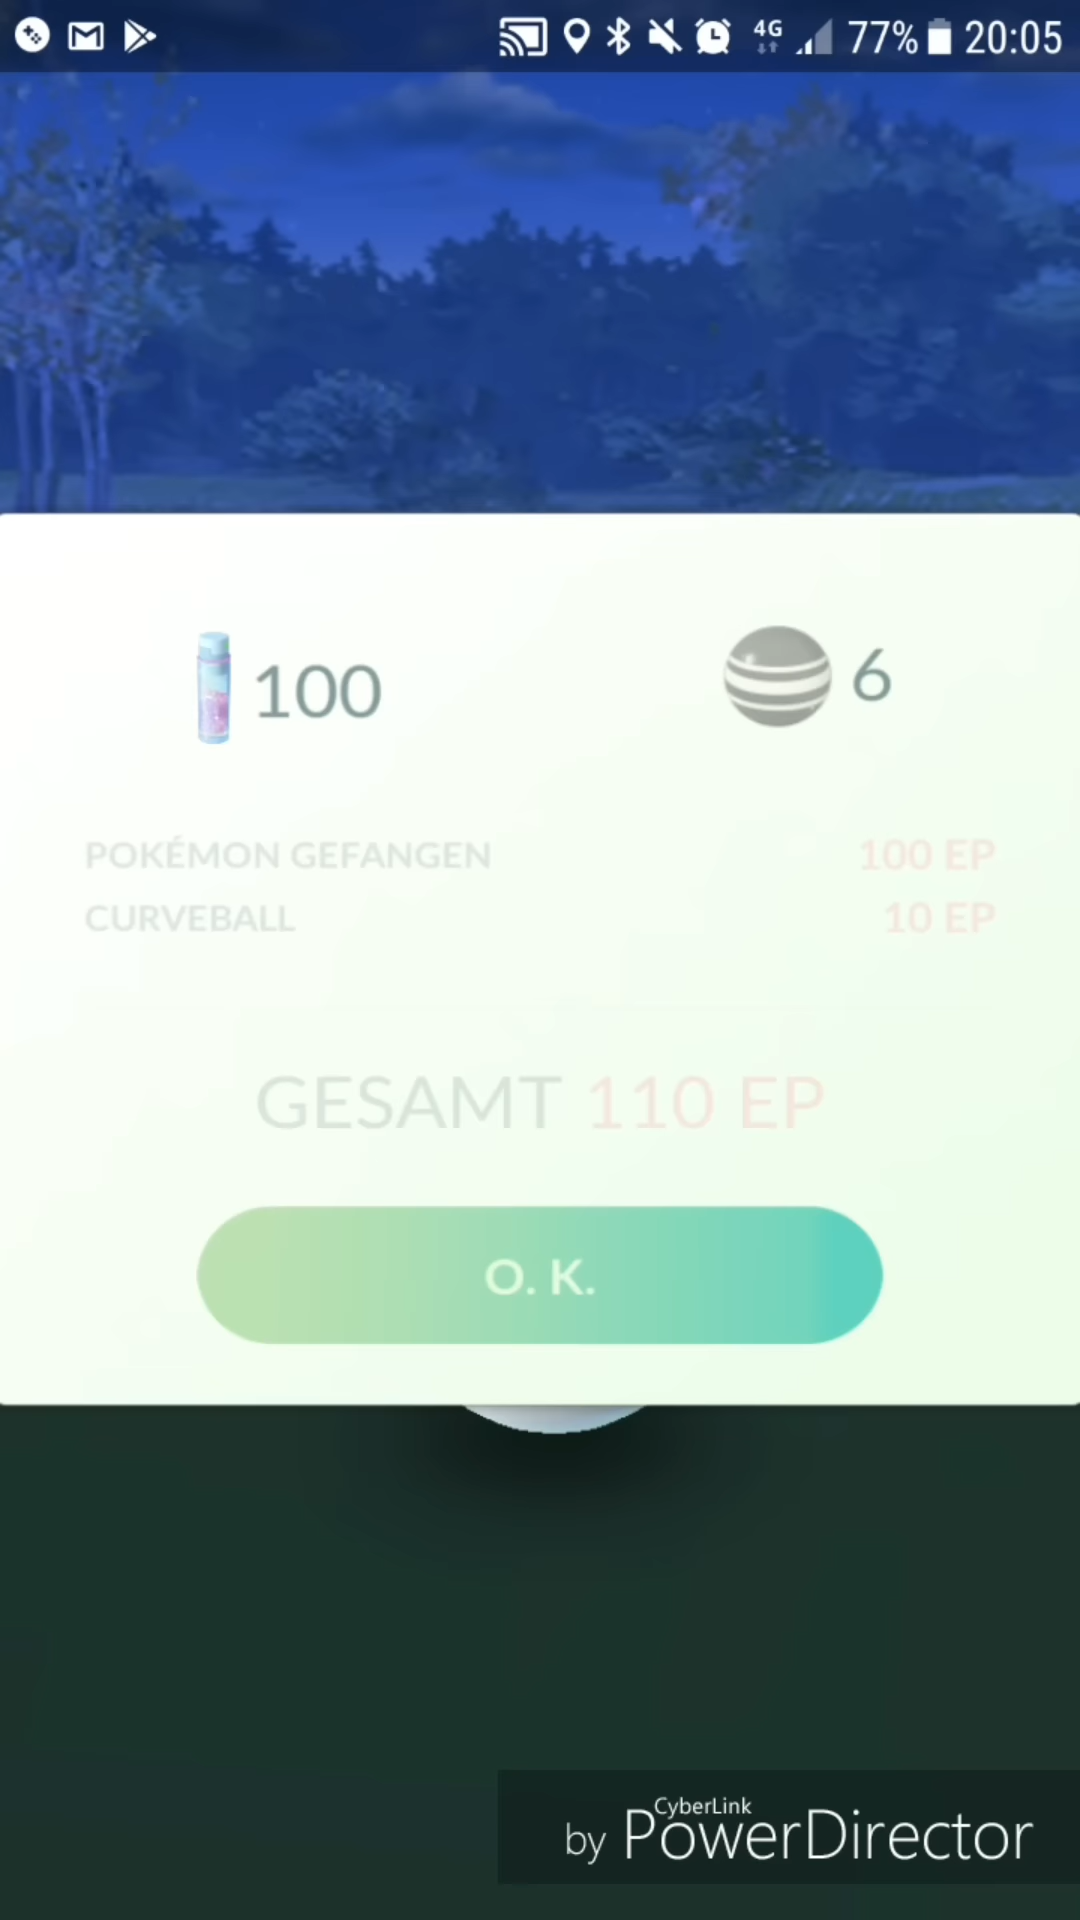 4G 77% 20:05
100 6
POKÉMON GEFANGEN 100 EP
CURVEBALL 10 EP
GESAMT 110 EP
O. K.
CyberLink
by PowerDirector